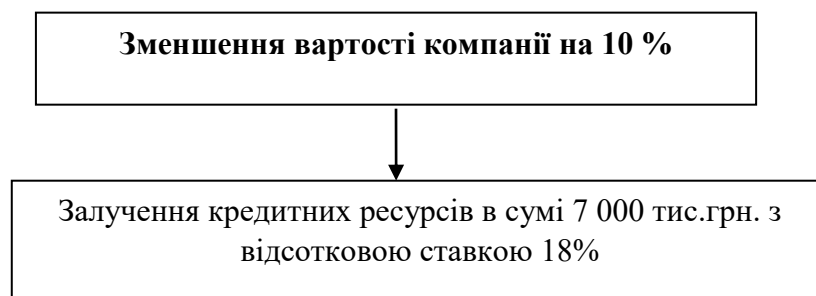 Зменшення вартості компанії на 10 %
Залучення кредитних ресурсів в сумі 7 000 тис.грн. з
відсотковою ставкою 18%